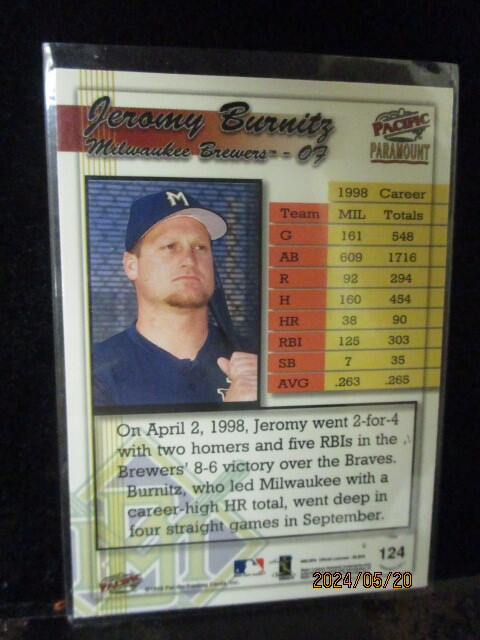 Jeromy Burnitz
Milwaukee Brewers™ - OF
PACIFIC
PARAMOUNT
M
1998 Career
Team MIL Totals
G 161 548
AB 609 1716
R 92 294
H 160 454
HR 38 90
RBI 125 303
SB 7 35
AVG .263 .265
On April 2, 1998, Jeromy went 2-for-4
with two homers and five RBIs in the
Brewers' 8-6 victory over the Braves.
Burnitz, who led Milwaukee with a
career-high HR total, went deep in
four straight games in September.
PACIFIC
124
2024/05/20